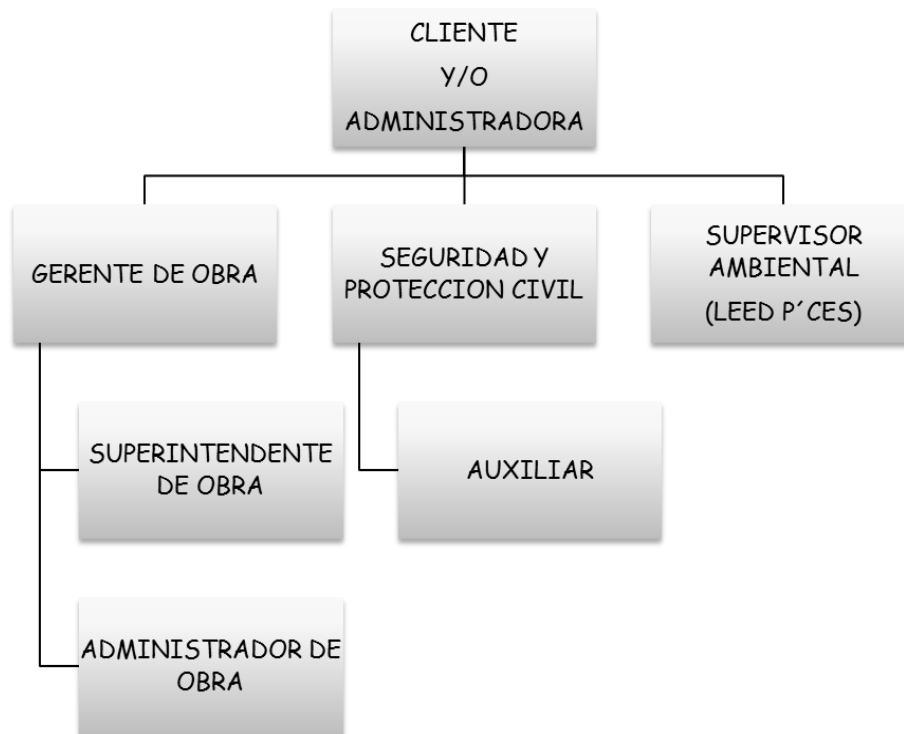 CLIENTE
Y/O
ADMINISTRADORA
GERENTE DE OBRA
SEGURIDAD Y
PROTECCION CIVIL
SUPERVISOR
AMBIENTAL
(LEED P´CES)
SUPERINTENDENTE
DE OBRA
AUXILIAR
ADMINISTRADOR DE
OBRA